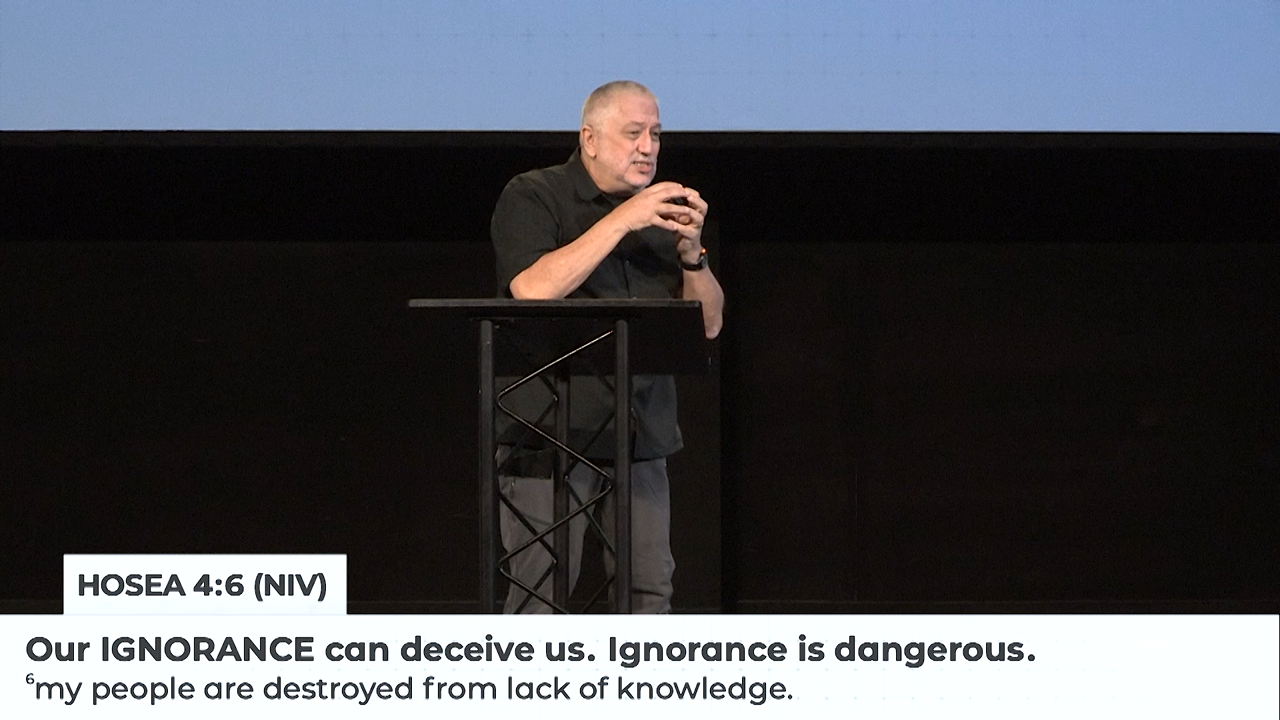 HOSEA 4:6 (NIV)
Our IGNORANCE can deceive us. Ignorance is dangerous.
⁶my people are destroyed from lack of knowledge.